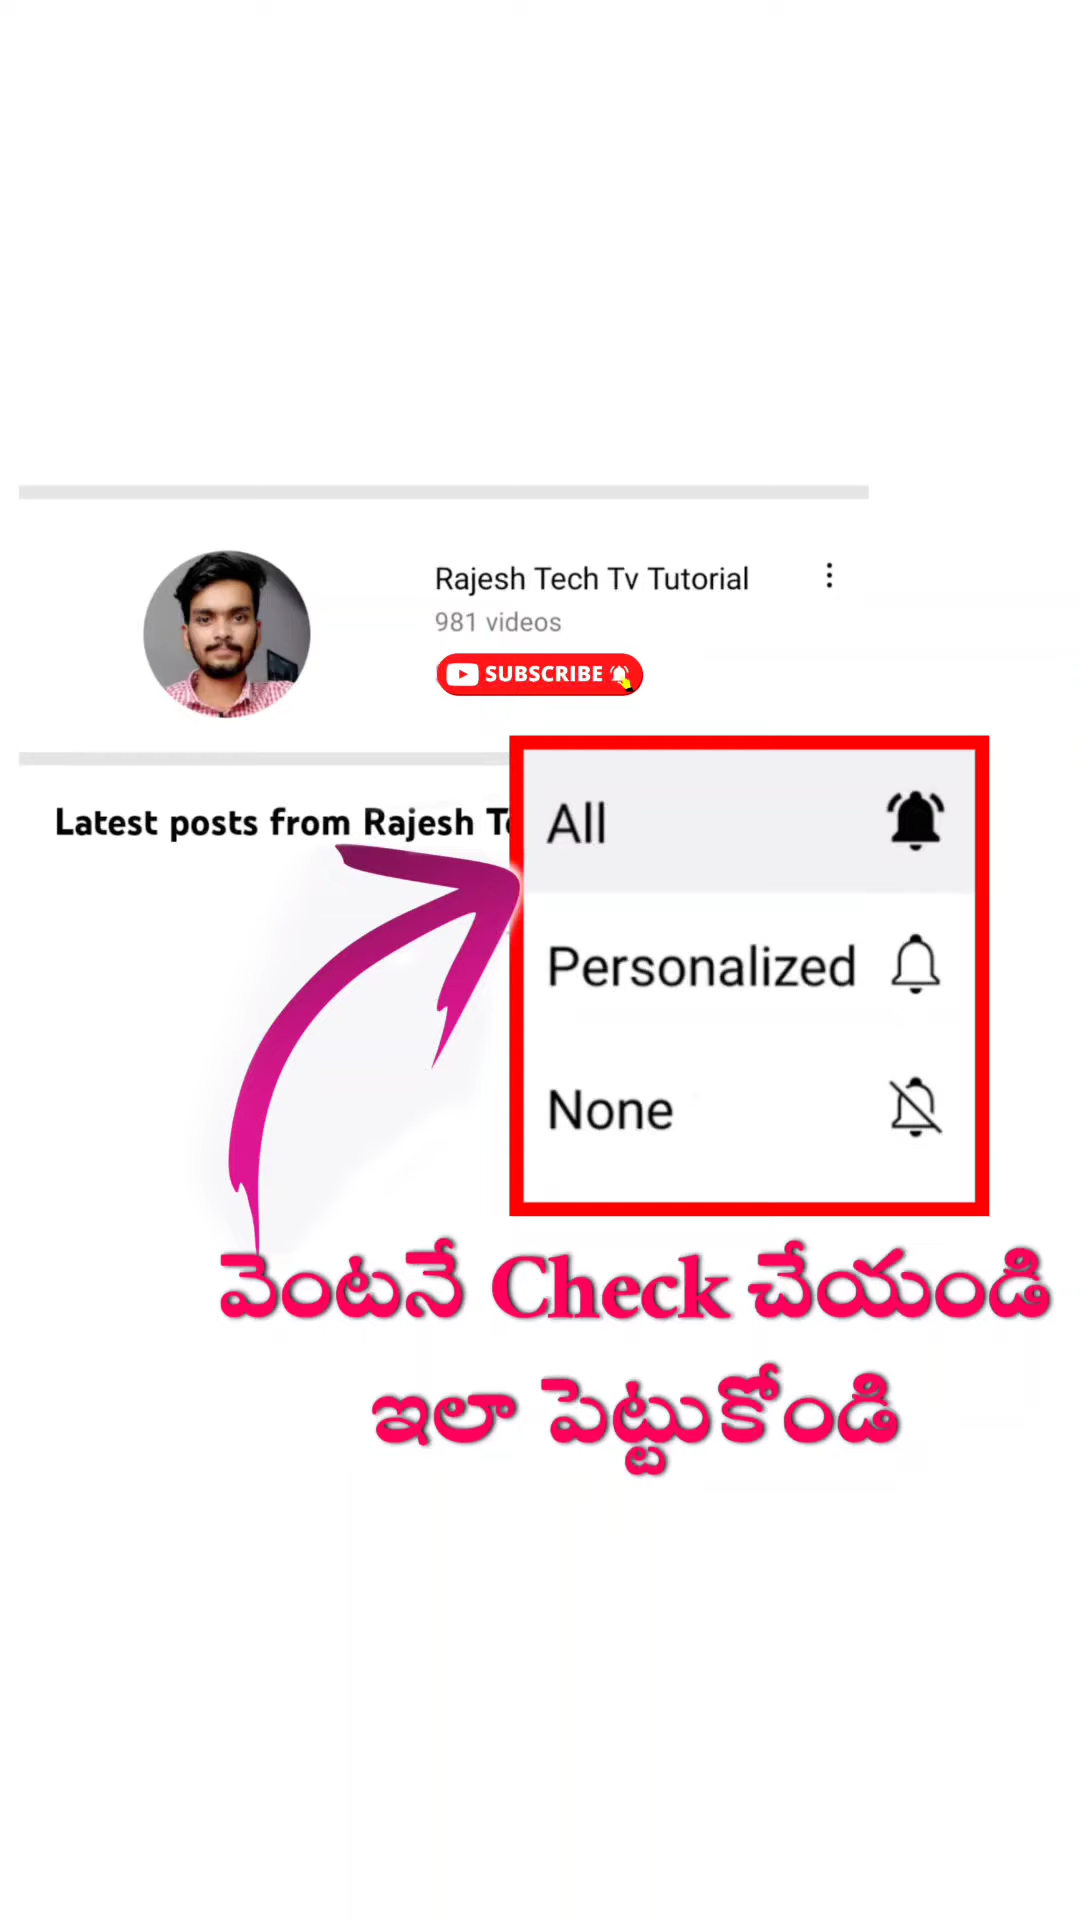 Rajesh Tech Tv Tutorial
981 videos
SUBSCRIBE
Latest posts from Rajesh
All
Personalized
None
వెంటనే Check చేయండి
ఇలా పెట్టుకోండి